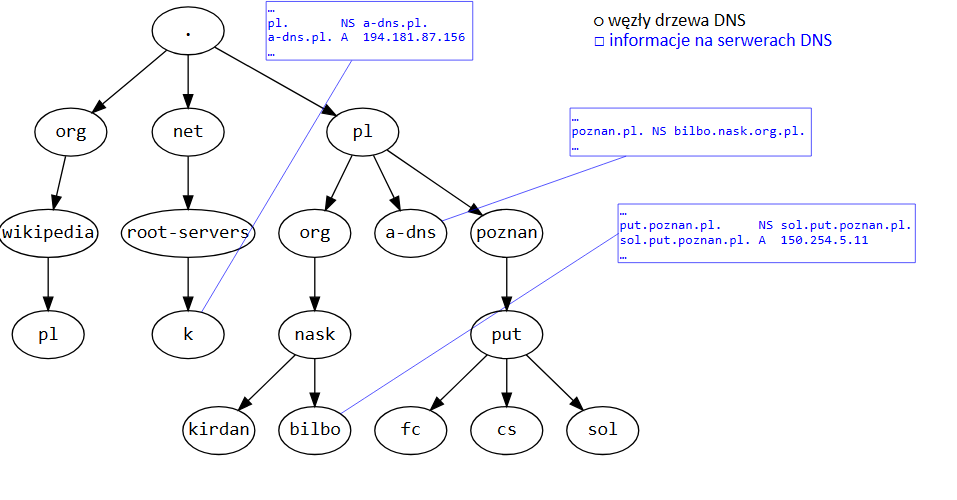 …
pl. NS a-dns.pl.
a-dns.pl. A 194.181.87.156
…
węzły drzewa DNS
informacje na serwerach DNS
.
org
net
pl
…
poznan.pl. NS bilbo.nask.org.pl.
…
wikipedia
root-servers
org
a-dns
poznan
…
put.poznan.pl. NS sol.put.poznan.pl.
sol.put.poznan.pl. A 150.254.5.11
…
pl
k
nask
put
kirdan
bilbo
fc
cs
sol